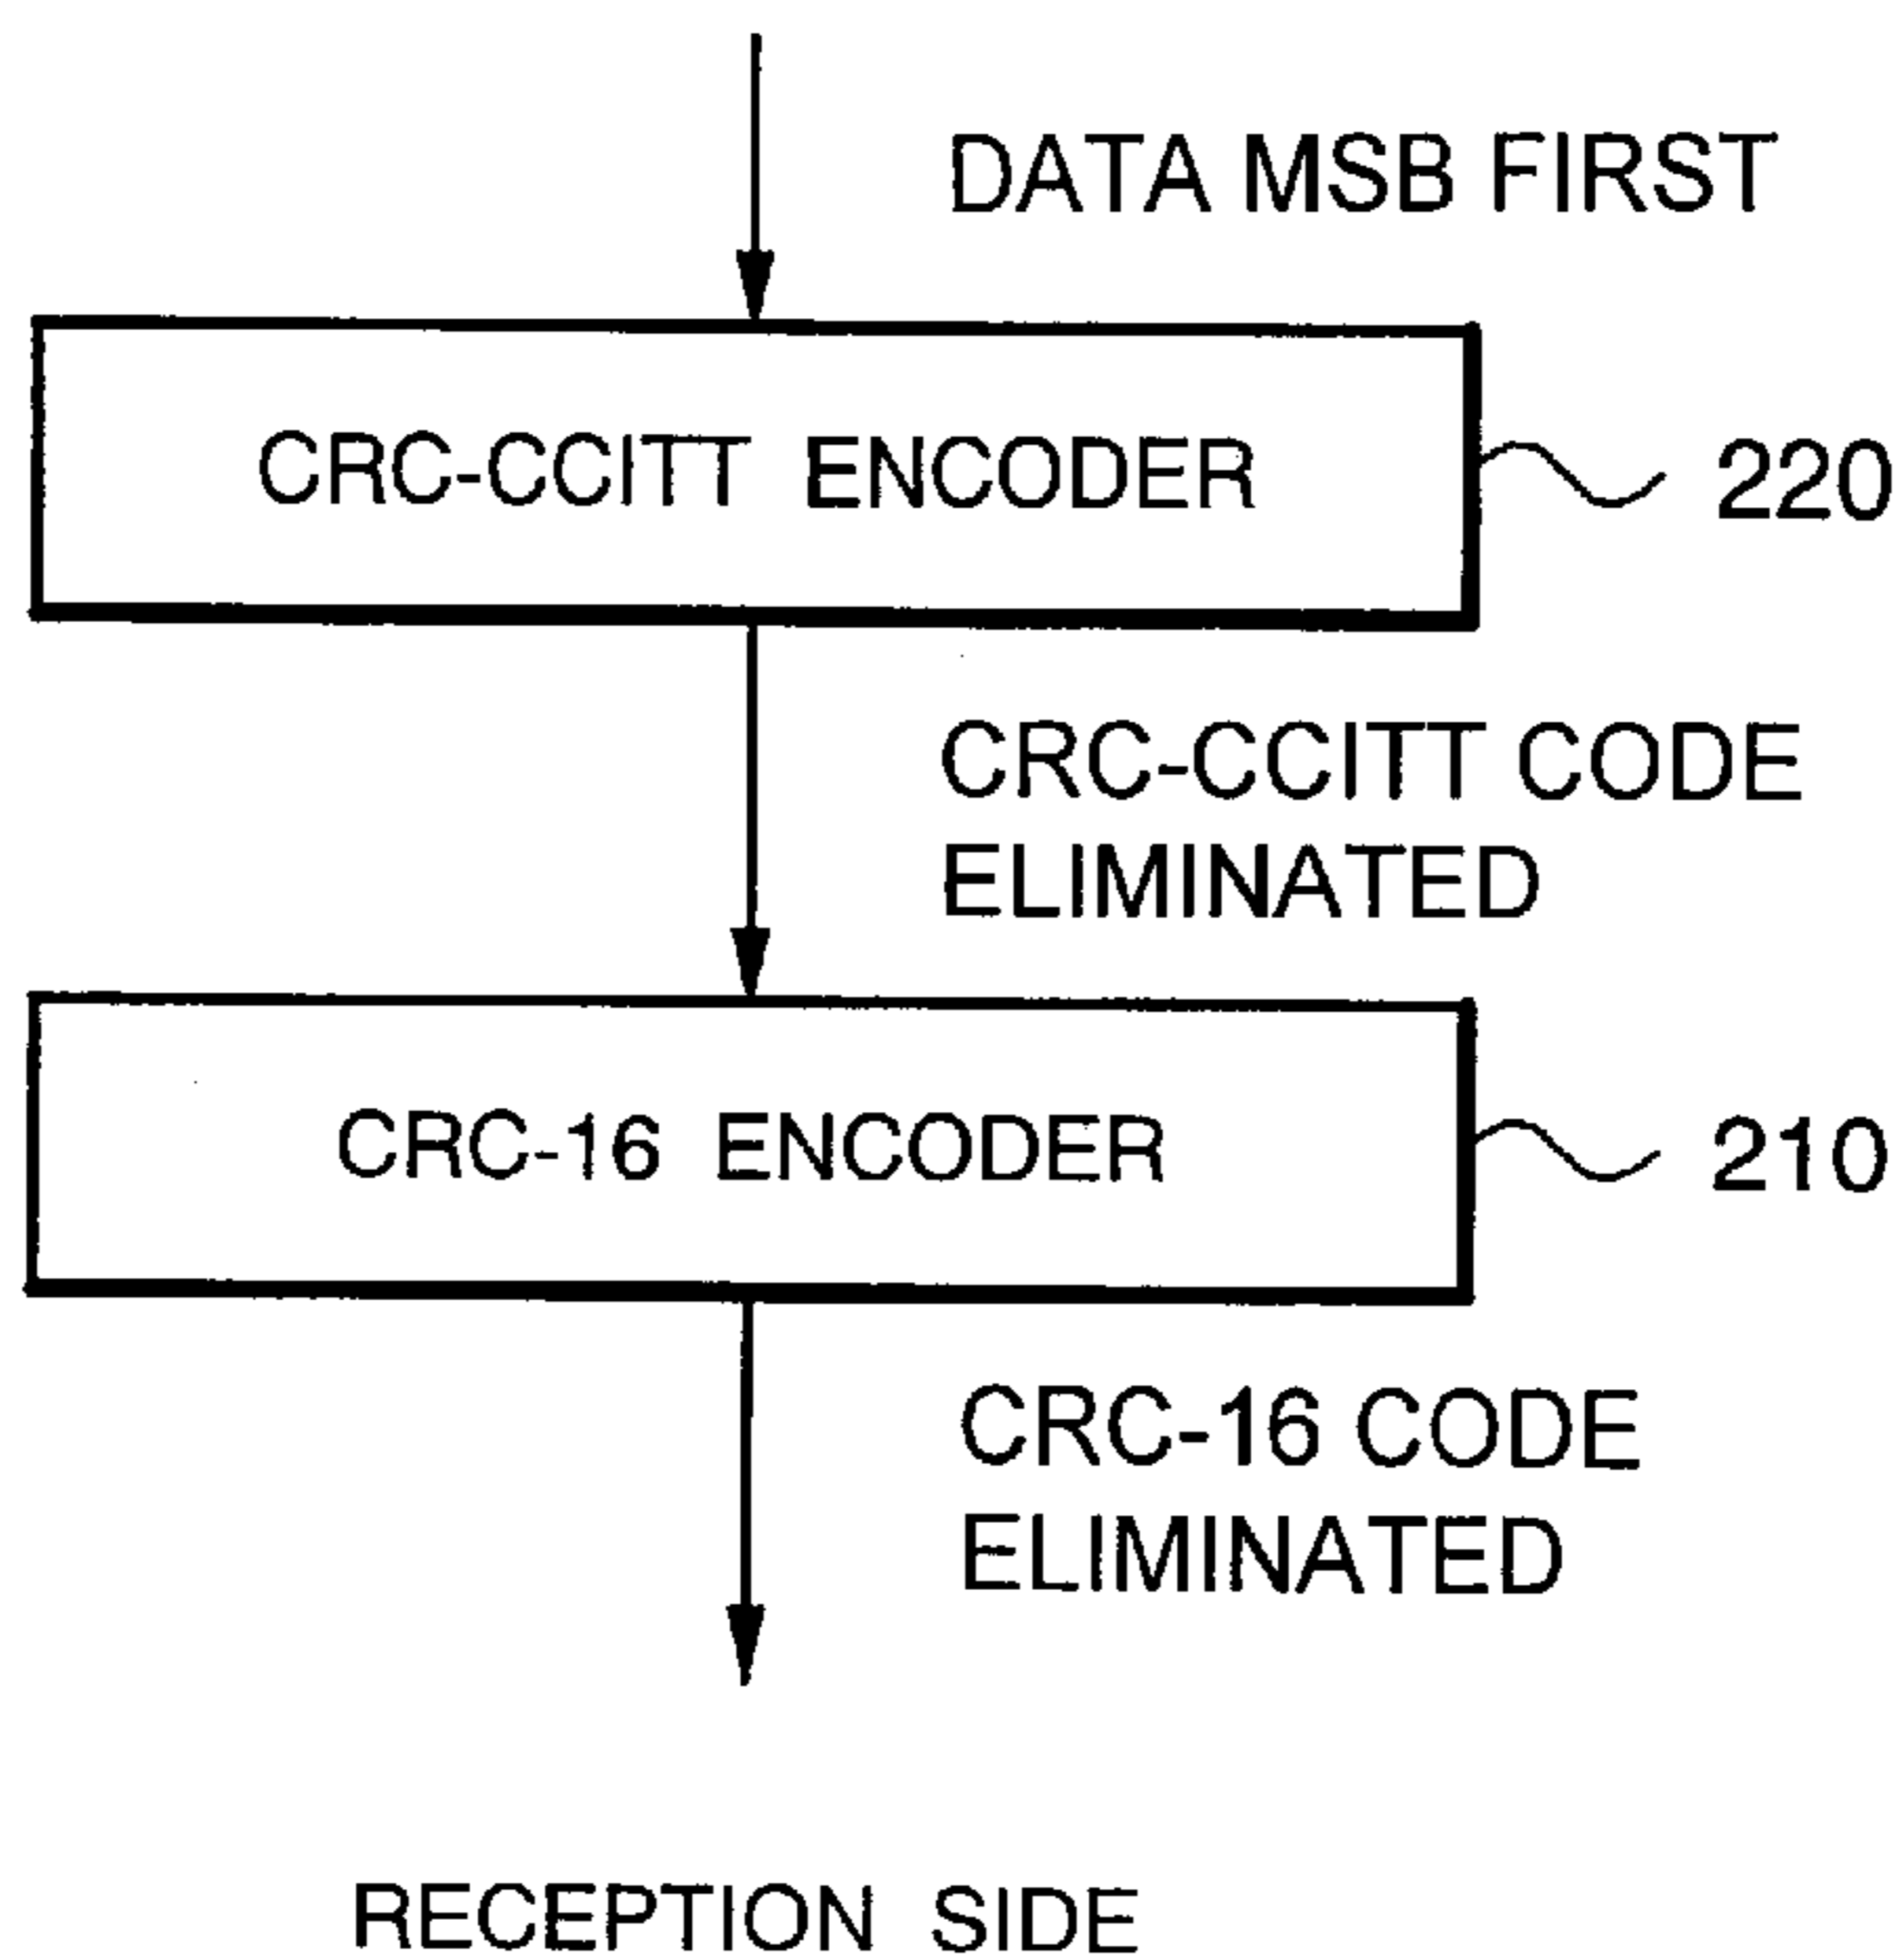 DATA MSB FIRST
CRC-CCITT ENCODER
220
CRC-CCITT CODE
ELIMINATED
CRC-16 ENCODER
210
CRC-16 CODE
ELIMINATED
RECEPTION SIDE